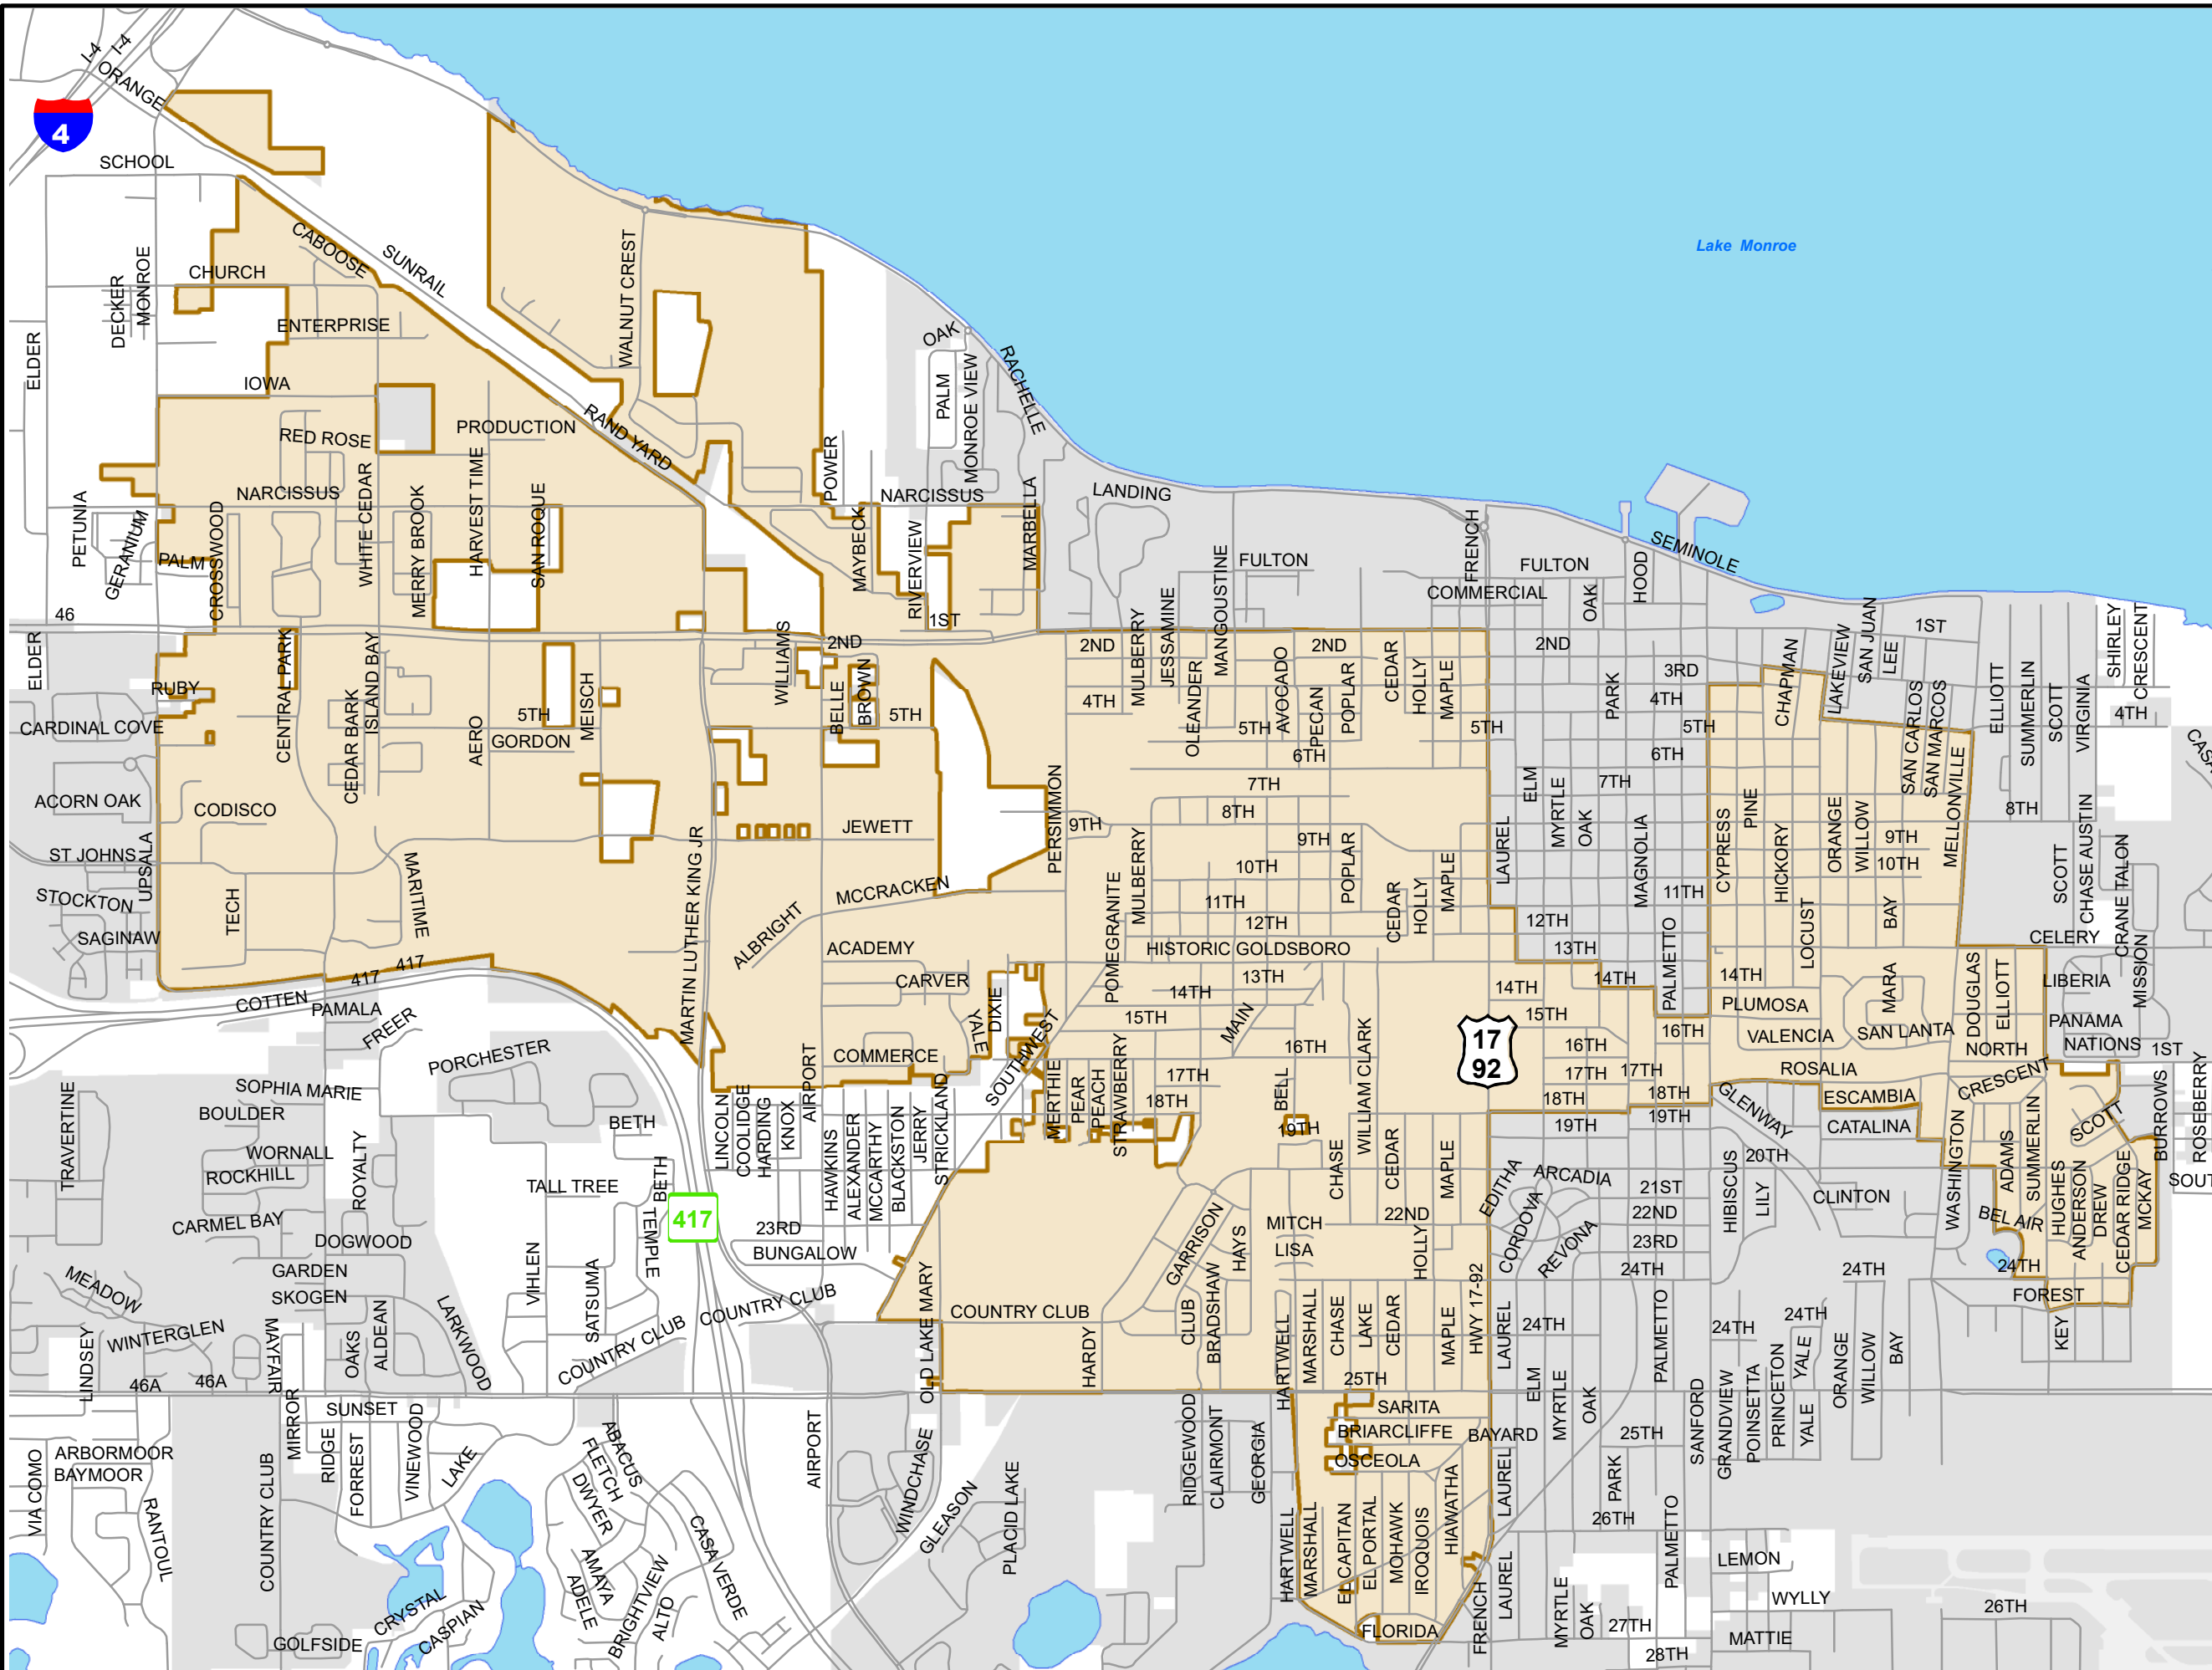 I-4
I-4
ORANGE
4
SCHOOL
Lake Monroe
CABOOSE
SUNRAIL
WALNUT CREST
CHURCH
DECKER
MONROE
ENTERPRISE
ELDER
OAK
RACHELLE
IOWA
PALM
MONROE VIEW
RED ROSE
PRODUCTION
RAND YARD
POWER
NARCISSUS
WHITE CEDAR
MERRY BROOK
HARVEST TIME
SAN ROQUE
NARCISSUS
MARBELLA
LANDING
PETUNIA
GERANIUM
PALM
CROSSWOOD
MAYBECK
RIVERVIEW
FRENCH
SEMINOLE
FULTON
FULTON
HOOD
COMMERCIAL
OAK
46
1ST
1ST
MULBERRY
JESSAMINE
MANGOUSTINE
SHIRLEY
CRESCENT
ELDER
CENTRAL PARK
ISLAND BAY
WILLIAMS
2ND
2ND
2ND
2ND
3RD
CHAPMAN
LAKEVIEW
SAN JUAN
LEE
ELLIOTT
SUMMERLIN
SCOTT
VIRGINIA
RUBY
CEDAR BARK
MEISCH
BELLE
BROWN
4TH
OLEANDER
AVOCADO
PECAN
POPLAR
CEDAR
HOLLY
MAPLE
PARK
4TH
4TH
SAN CARLOS
SAN MARCOS
CARDINAL COVE
AERO
5TH
5TH
5TH
5TH
5TH
GORDON
6TH
6TH
MELLONVILLE
ACORN OAK
CODISCO
PERSIMMON
7TH
7TH
ELM
MYRTLE
OAK
8TH
8TH
JEWETT
9TH
9TH
9TH
CYPRESS
PINE
HICKORY
ORANGE
WILLOW
ST JOHNS
UPSALA
10TH
10TH
LAUREL
MAGNOLIA
SCOTT
CHASE AUSTIN
CRANE TALON
STOCKTON
TECH
MARTIME
MARTIN LUTHER KING JR
MCCRACKEN
ALBRIGHT
POMEGRANITE
MULBERRY
POPLAR
CEDAR
HOLLY
MAPLE
11TH
11TH
12TH
12TH
PALMETTO
LOCUST
BAY
SAGINAW
ACADEMY
HISTORIC GOLDSBORO
13TH
CELERY
MISSION
417
417
CARVER
13TH
14TH
14TH
14TH
14TH
MARA
DOUGLAS
ELLIOTT
LIBERIA
COTTEN
PAMALA
FREER
DIXIE
YALE
SOUTHWEST
15TH
MAIN
15TH
PLUMOSA
PANAMA
PORCHESTER
COMMERCE
AIRPORT
16TH
17
92
16TH
16TH
VALENCIA
SAN LANTA
NORTH
NATIONS
1ST
TRAVERTINE
SOPHIA MARIE
BOULDER
LINCOLN
COOLIDGE
HARDING
KNOX
STRICKLAND
MERTHIE
PEAR
PEACH
STRAWBERRY
17TH
18TH
BELL
WILLIAM CLARK
17TH
17TH
18TH
18TH
ROSALIA
ESCAMBIA
CRESCENT
SCOTT
BURROWS
ROSEBERRY
BETH
HAWKINS
ALEXANDER
MCCARTHY
BLACKSTON
JERRY
19TH
19TH
19TH
GLENWAY
CATALINA
WORNALL
ROCKHILL
ROYALTY
TALL TREE
BETH
TEMPLE
417
CHASE
CEDAR
MAPLE
EDITHA
ARCADIA
20TH
21ST
HIBISCUS
LILY
CLINTON
WASHINGTON
ADAMS
SUMMERLIN
HUGHES
ANDERSON
DREW
CEDAR RIDGE
MCKAY
SOUT
CARMEL BAY
DOGWOOD
23RD
BUNGALOW
GARRISON
HAYS
MITCH
LISA
22ND
CORDOVA
REVONA
22ND
23RD
BEL AIR
MEADOW
GARDEN
SKOGEN
VIHLEN
SATSUMA
COUNTRY CLUB
COUNTRY CLUB
OLD LAKE MARY
COUNTRY CLUB
HOLLY
24TH
24TH
24TH
FOREST
WINTERGLEN
LINDSEY
MAYFAIR
OAKS
ALDEAN
LARKWOOD
HARDY
CLUB
BRADSHAW
HARTWELL
MARSHALL
CHASE
LAKE
CEDAR
MAPLE
HWY 17-92
LAUREL
24TH
PALMETTO
24TH
24TH
KEY
46A
46A
25TH
ELM
MYRTLE
OAK
GRANDVIEW
POINSETTA
PRINCETON
YALE
YALE
ORANGE
WILLOW
BAY
MIRROR
SUNSET
RIDGE
FORREST
VINEWOOD
LAKE
ABACUS
FLETCH
DWYER
AIRPORT
WINDCHASE
RIDGEWOOD
CLAIRMONT
GEORGIA
SARITA
BRIARCLIFFE
BAYARD
25TH
SANFORD
ARBORMOOR
BAYMOOR
VIA COMO
RANTOUL
COUNTRY CLUB
CASA VERDE
GLEASON
PLACID LAKE
OSCEOLA
HARTWELL
MARSHALL
ELCAPITAN
EL PORTAL
MOHAWK
IROQUOIS
HIAWATHA
LAUREL
PARK
26TH
PALMETTO
AMAYA
ADELE
BRIGHTVIEW
ALTO
LEMON
WYLLY
CRYSTAL
CASPIAN
GOLFSIDE
FLORIDA
FRENCH
LAUREL
MYRTLE
OAK
27TH
28TH
MATTIE
26TH